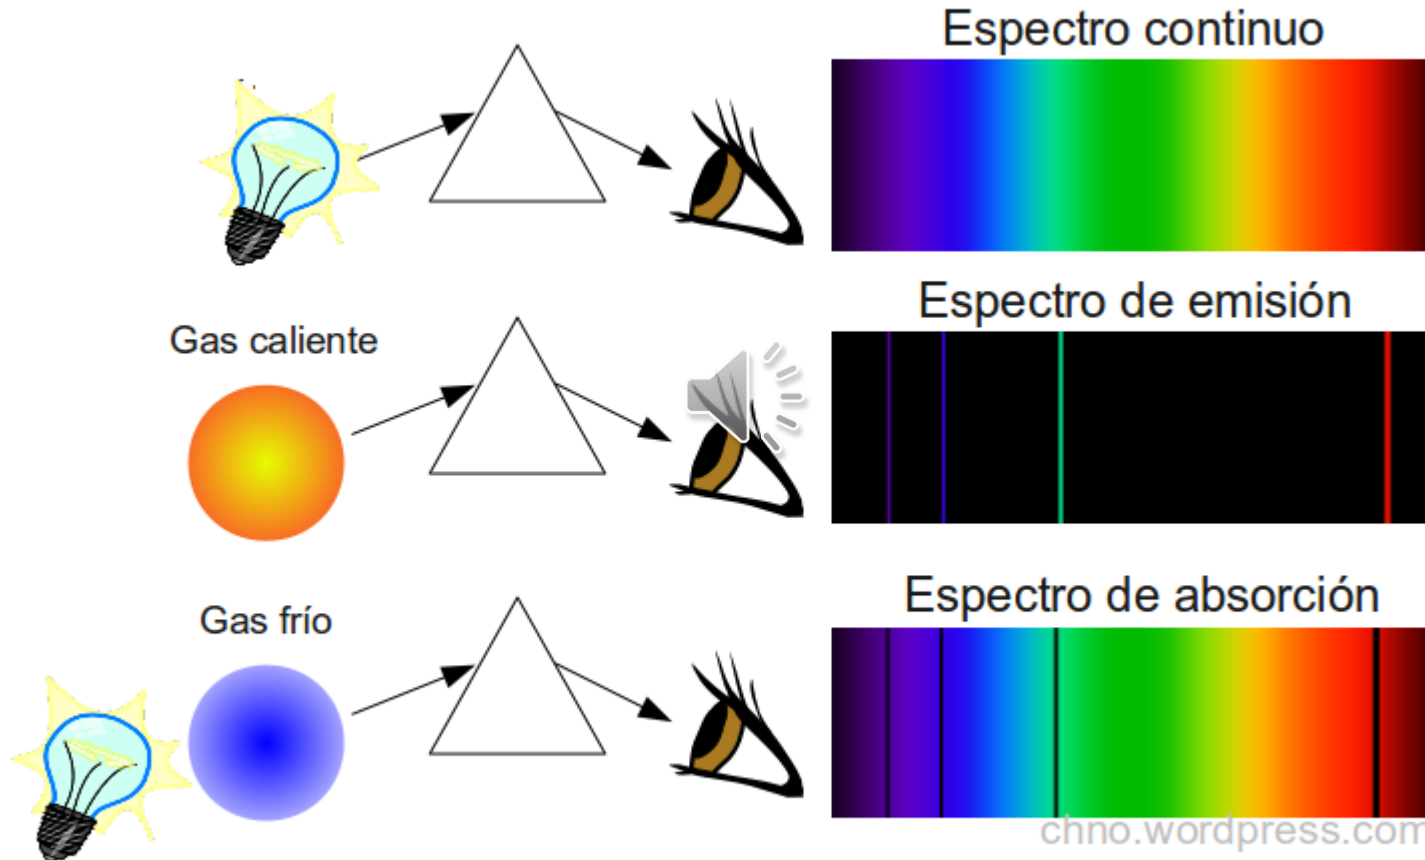 Espectro continuo
Espectro de emisión
Gas caliente
Espectro de absorción
Gas frío
chno.wordpress.com